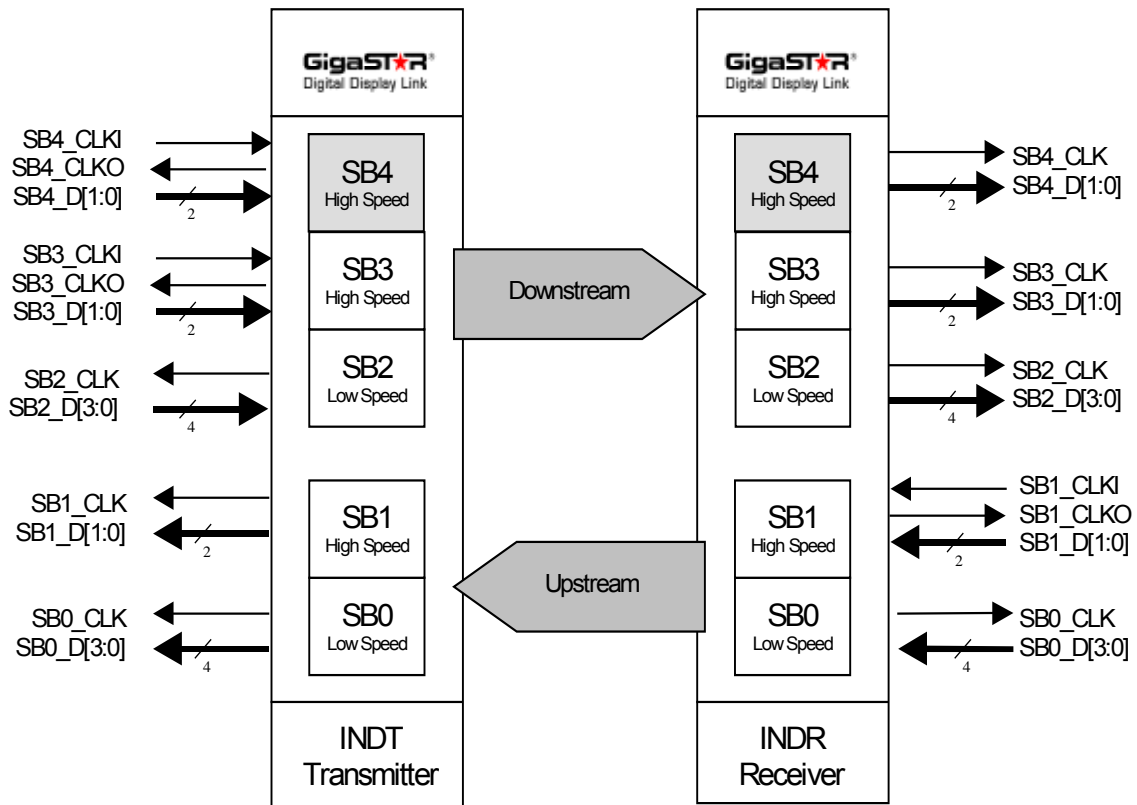 GigaST★R®
Digital Display Link
SB4_CLKI
SB4_CLKO
SB4_D[1:0]
2
SB3_CLKI
SB3_CLKO
SB3_D[1:0]
2
SB2_CLK
SB2_D[3:0]
4
SB1_CLK
SB1_D[1:0]
2
SB0_CLK
SB0_D[3:0]
4
SB4
High Speed
SB3
High Speed
SB2
Low Speed
SB1
High Speed
SB0
Low Speed
INDT
Transmitter
Downstream
Upstream
GigaST★R®
Digital Display Link
SB4
High Speed
SB3
High Speed
SB2
Low Speed
SB1
High Speed
SB0
Low Speed
INDR
Receiver
SB4_CLK
SB4_D[1:0]
2
SB3_CLK
SB3_D[1:0]
2
SB2_CLK
SB2_D[3:0]
4
SB1_CLKI
SB1_CLKO
SB1_D[1:0]
2
SB0_CLK
SB0_D[3:0]
4